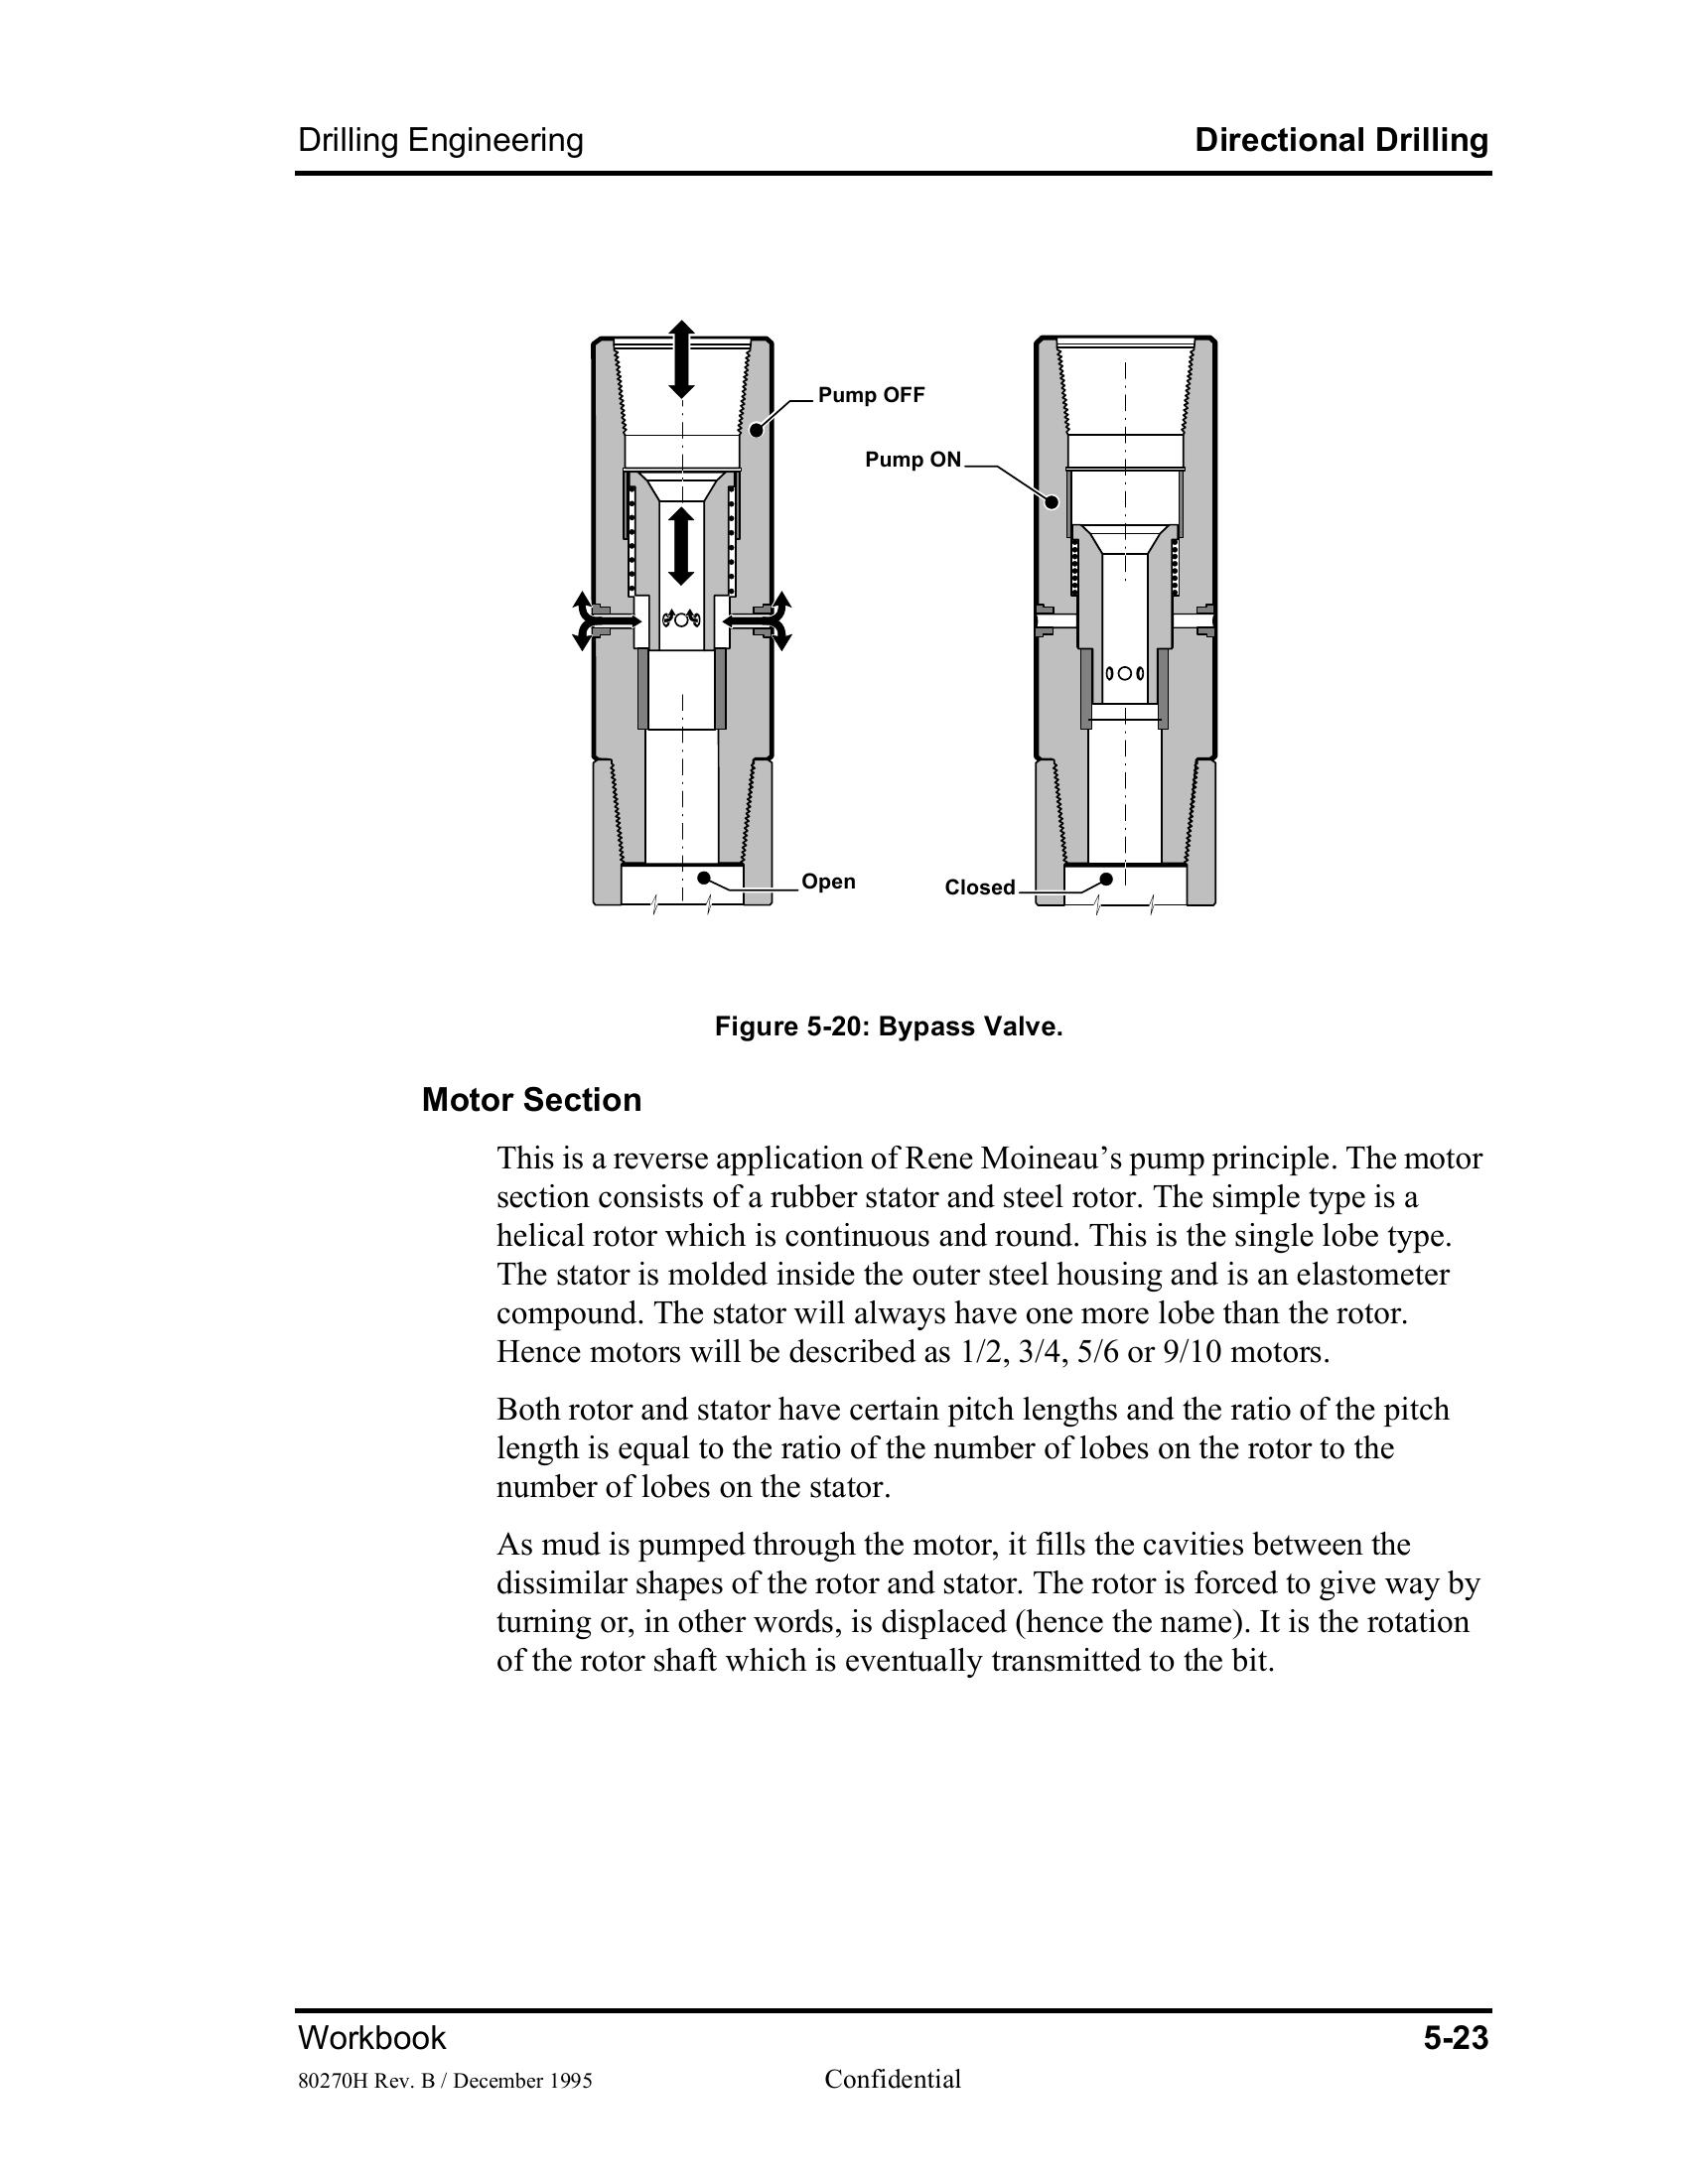 Drilling Engineering Directional Drilling
Pump OFF
Pump ON
Open
Closed
Figure 5-20: Bypass Valve.
Motor Section
This is a reverse application of Rene Moineau’s pump principle. The motor
section consists of a rubber stator and steel rotor. The simple type is a
helical rotor which is continuous and round. This is the single lobe type.
The stator is molded inside the outer steel housing and is an elastometer
compound. The stator will always have one more lobe than the rotor.
Hence motors will be described as 1/2, 3/4, 5/6 or 9/10 motors.
Both rotor and stator have certain pitch lengths and the ratio of the pitch
length is equal to the ratio of the number of lobes on the rotor to the
number of lobes on the stator.
As mud is pumped through the motor, it fills the cavities between the
dissimilar shapes of the rotor and stator. The rotor is forced to give way by
turning or, in other words, is displaced (hence the name). It is the rotation
of the rotor shaft which is eventually transmitted to the bit.
Workbook 5-23
80270H Rev. B / December 1995 Confidential